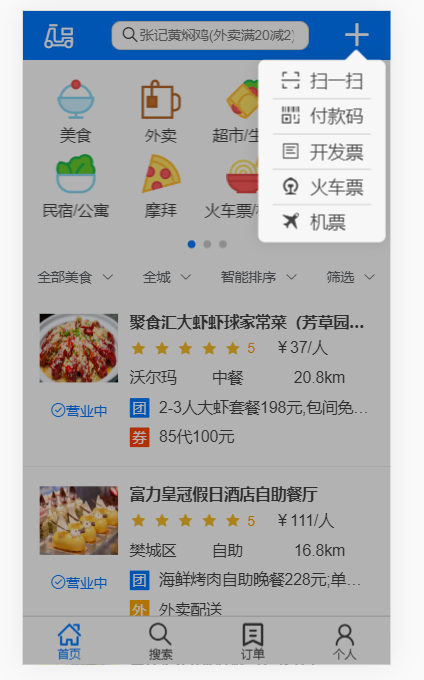 张记黄焖鸡(外卖满20减2)
扫一扫
付款码
开发票
火车票
机票
美食 外卖 超市/生
民宿/公寓 摩拜 火车票/
全部美食 全城 智能排序 筛选
聚食汇大虾虾球家常菜（芳草园...
5 ￥37/人
沃尔玛 中餐 20.8km
营业中
团 2-3人大虾套餐198元,包间免...
券 85代100元
富力皇冠假日酒店自助餐厅
5 ￥111/人
樊城区 自助 16.8km
营业中
团 海鲜烤肉自助晚餐228元;单...
外 外卖配送
首页 搜索 订单 个人